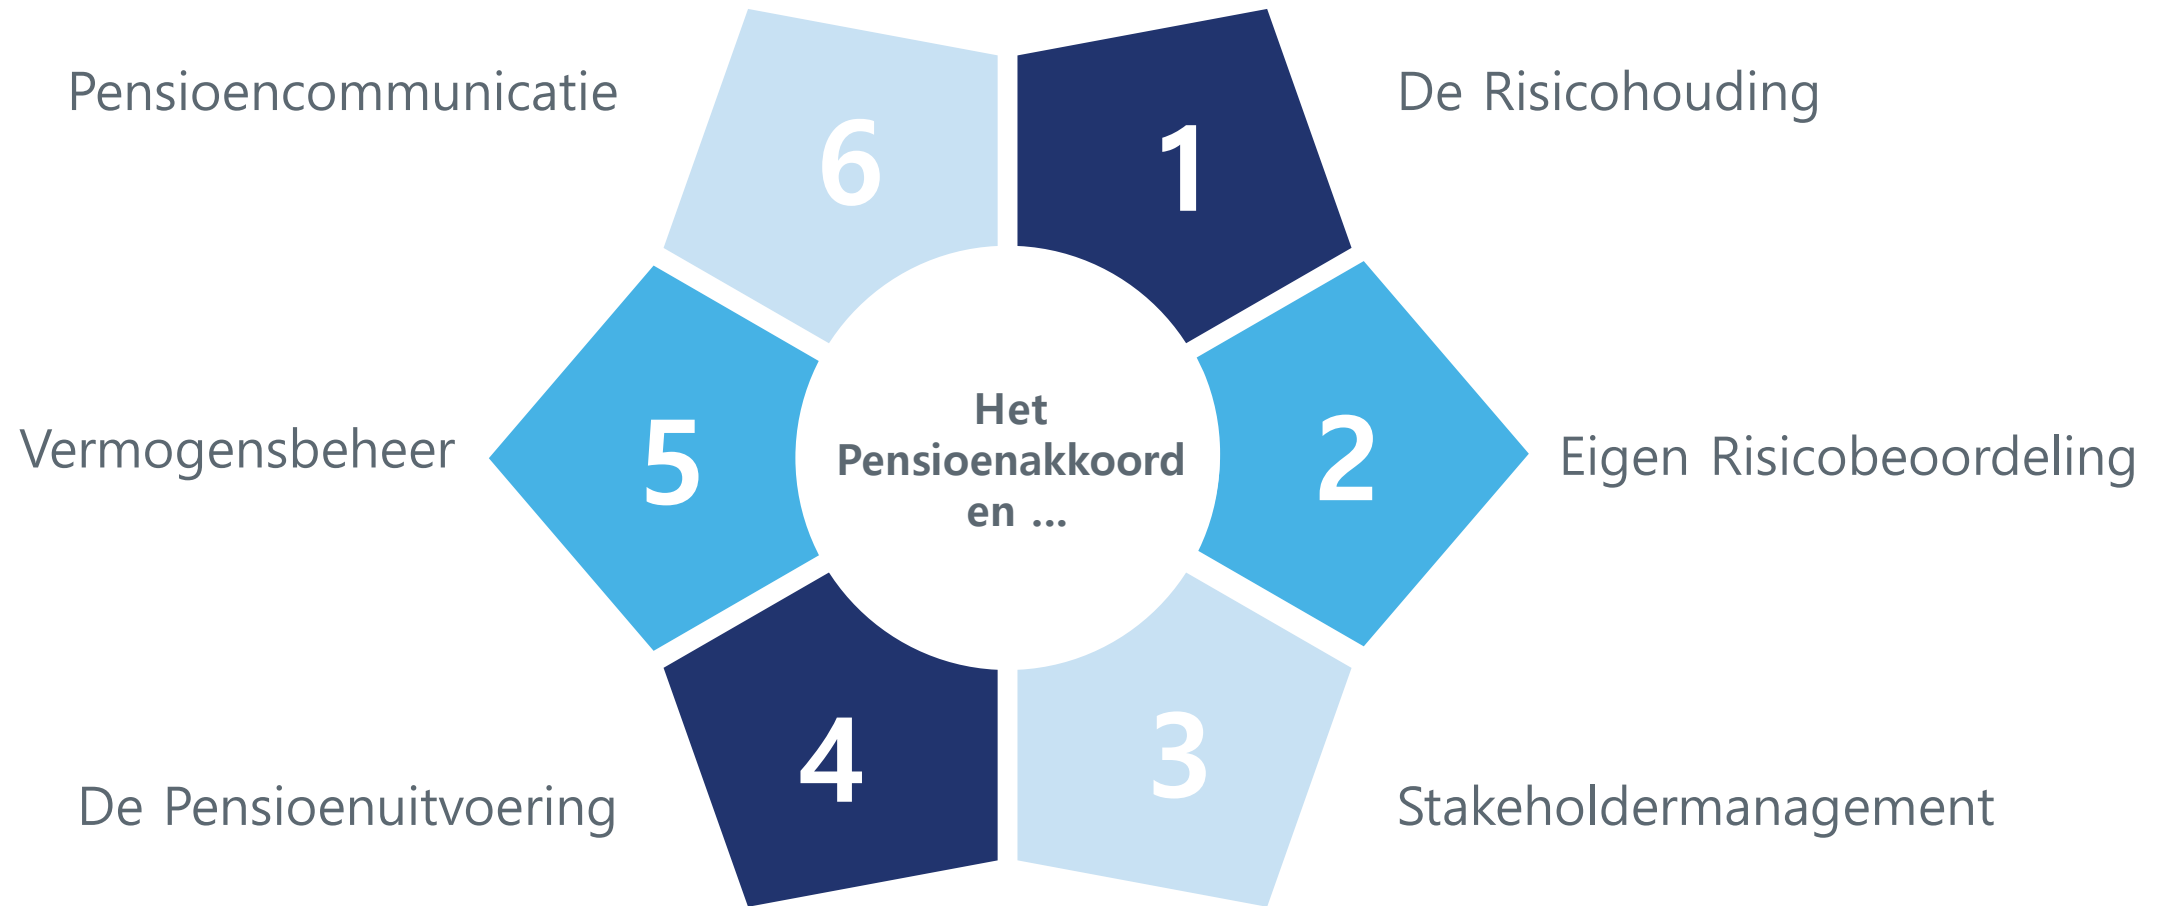 Pensioencommunicatie
6
1
De Risicohouding
Vermogensbeheer
5
Het
Pensioenakkoord
en ...
2
Eigen Risicobeoordeling
De Pensioenuitvoering
4
3
Stakeholdermanagement